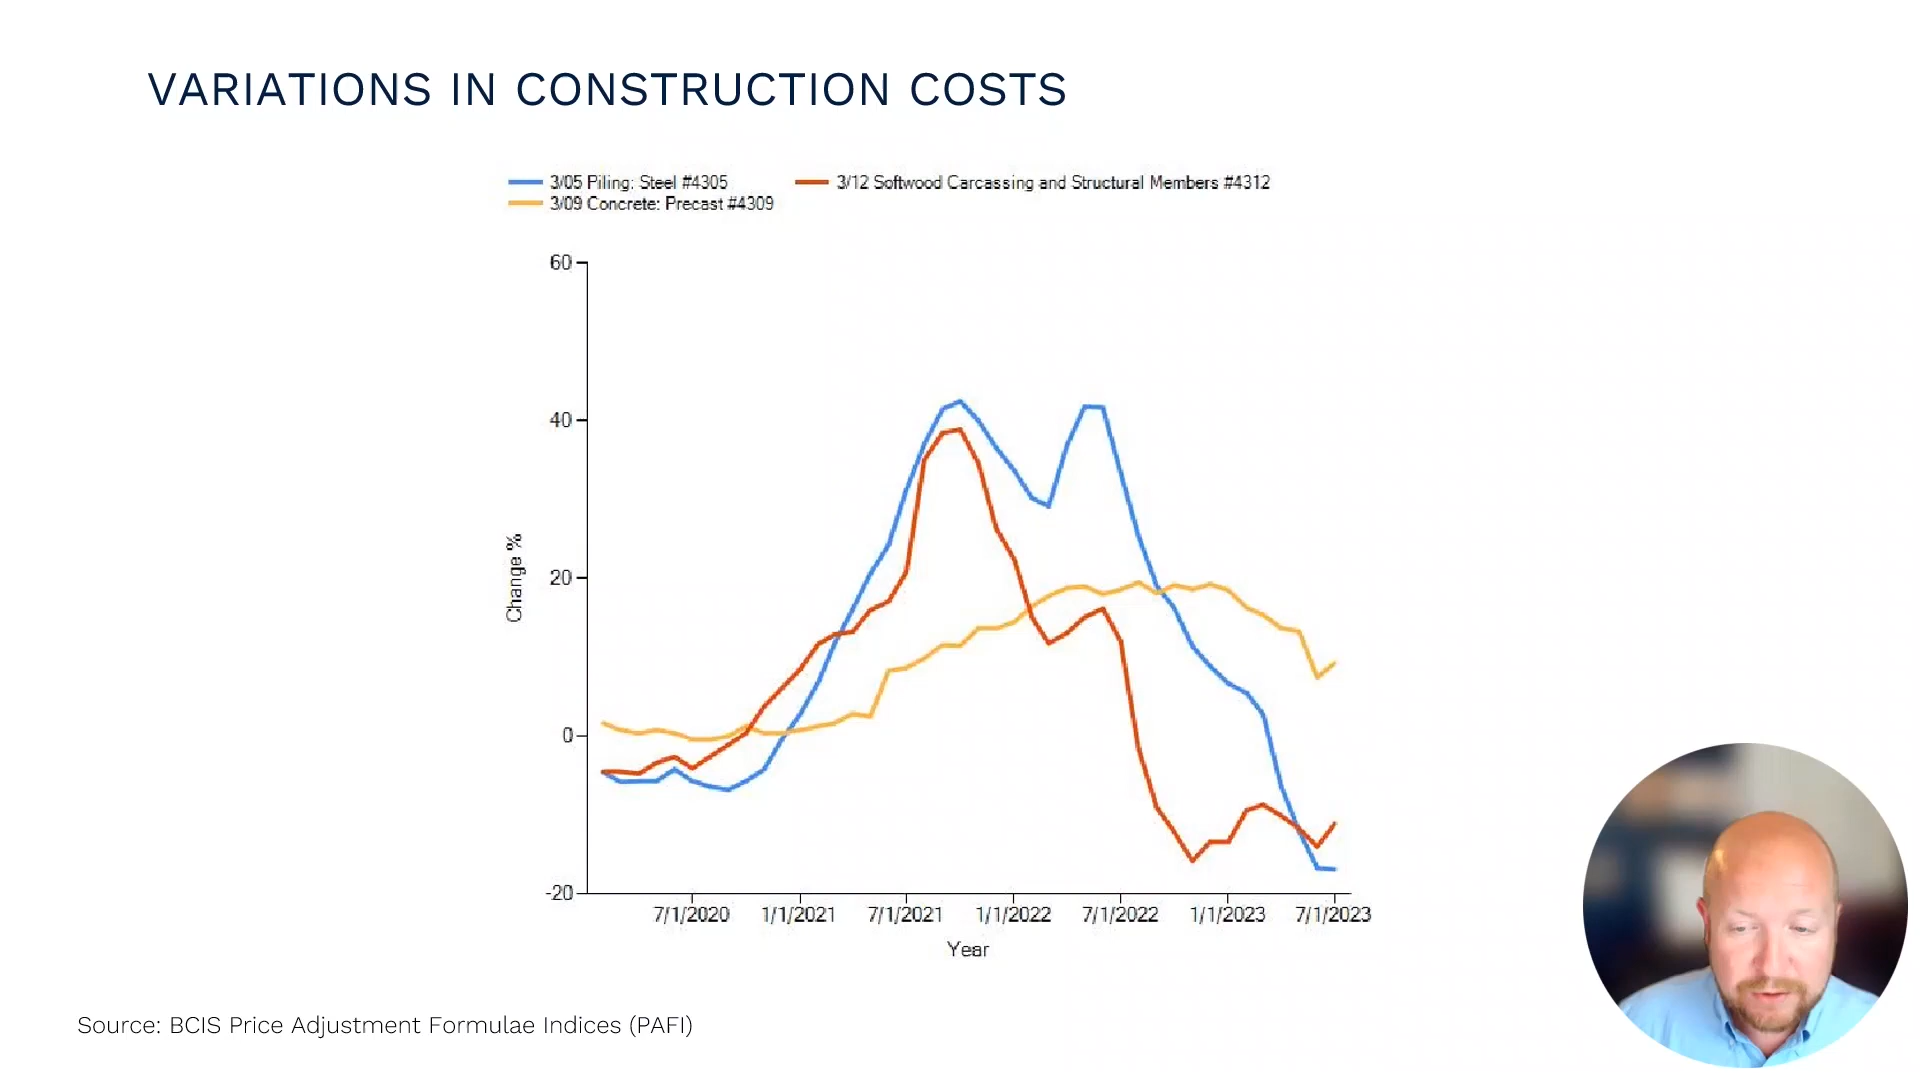 VARIATIONS IN CONSTRUCTION COSTS
3/05 Piling: Steel #4305
3/12 Softwood Carcassing and Structural Members #4312
3/09 Concrete: Precast #4309
60
40
20
0
-20
Change %
7/1/2020
1/1/2021
7/1/2021
1/1/2022
7/1/2022
1/1/2023
7/1/2023
Year
Source: BCIS Price Adjustment Formulae Indices (PAFI)